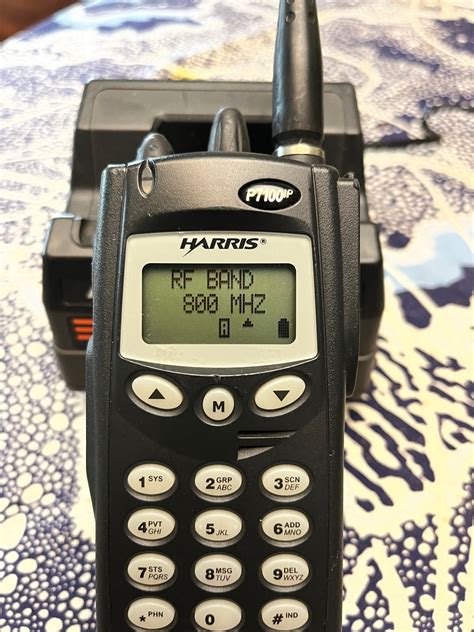 P7100IP
HARRIS®
RF BAND
800 MHZ
M
1 SYS
2 GRP ABC
3 SCN DEF
4 PVT GHI
5 JKL
6 ADD MNO
7 STS PQRS
8 MSG TUV
9 DEL WXYZ
* PHN
0
# IND